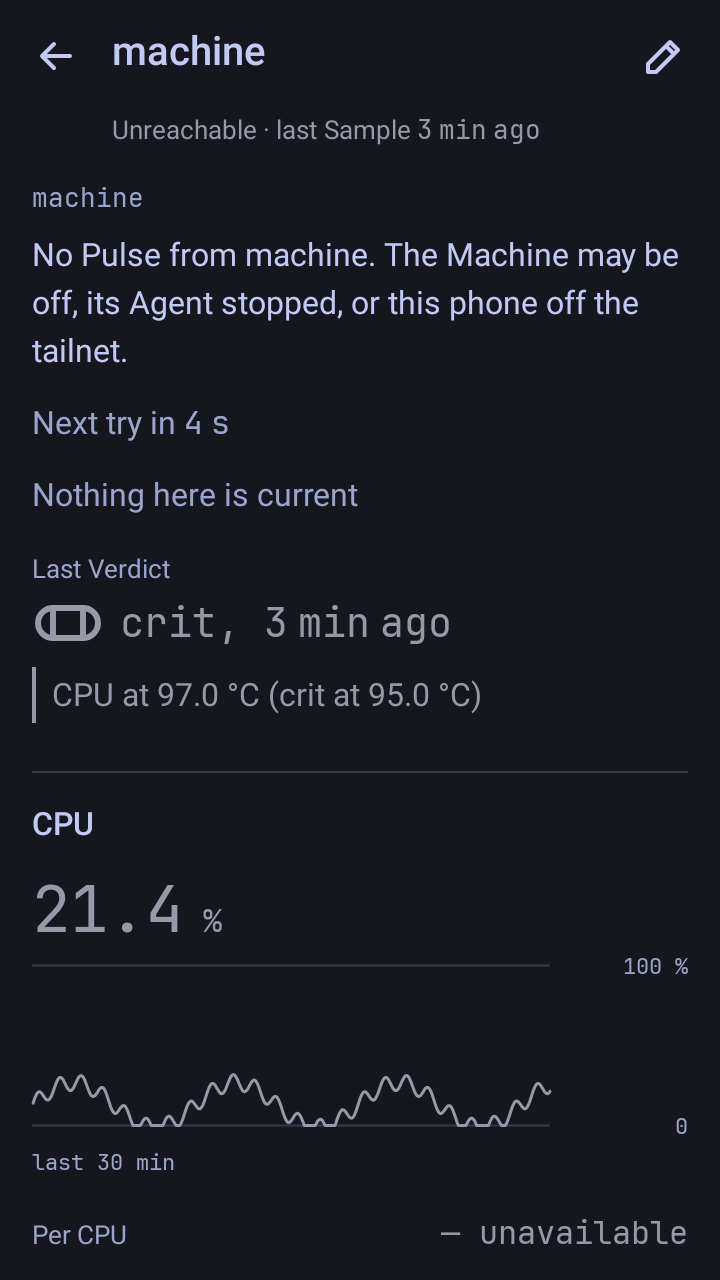 machine
Unreachable · last Sample 3 min ago
machine
No Pulse from machine. The Machine may be
off, its Agent stopped, or this phone off the
tailnet.
Next try in 4 s
Nothing here is current
Last Verdict
crit, 3 min ago
CPU at 97.0 °C (crit at 95.0 °C)
CPU
21.4 %
100 %
0
last 30 min
Per CPU — unavailable